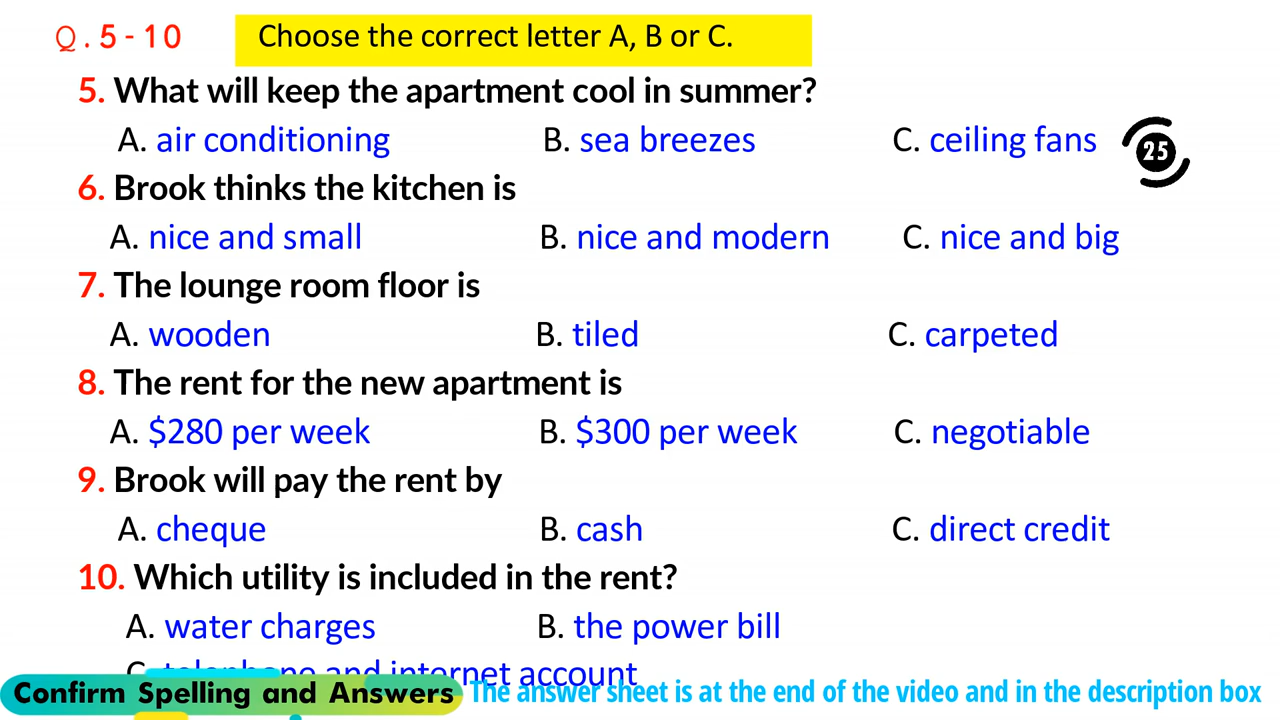 Q.5-10 Choose the correct letter A, B or C.
5. What will keep the apartment cool in summer?
A. air conditioning B. sea breezes C. ceiling fans
25
6. Brook thinks the kitchen is
A. nice and small B. nice and modern C. nice and big
7. The lounge room floor is
A. wooden B. tiled C. carpeted
8. The rent for the new apartment is
A. $280 per week B. $300 per week C. negotiable
9. Brook will pay the rent by
A. cheque B. cash C. direct credit
10. Which utility is included in the rent?
A. water charges B. the power bill
C. telephone and internet account
Confirm Spelling and Answers The answer sheet is at the end of the video and in the description box